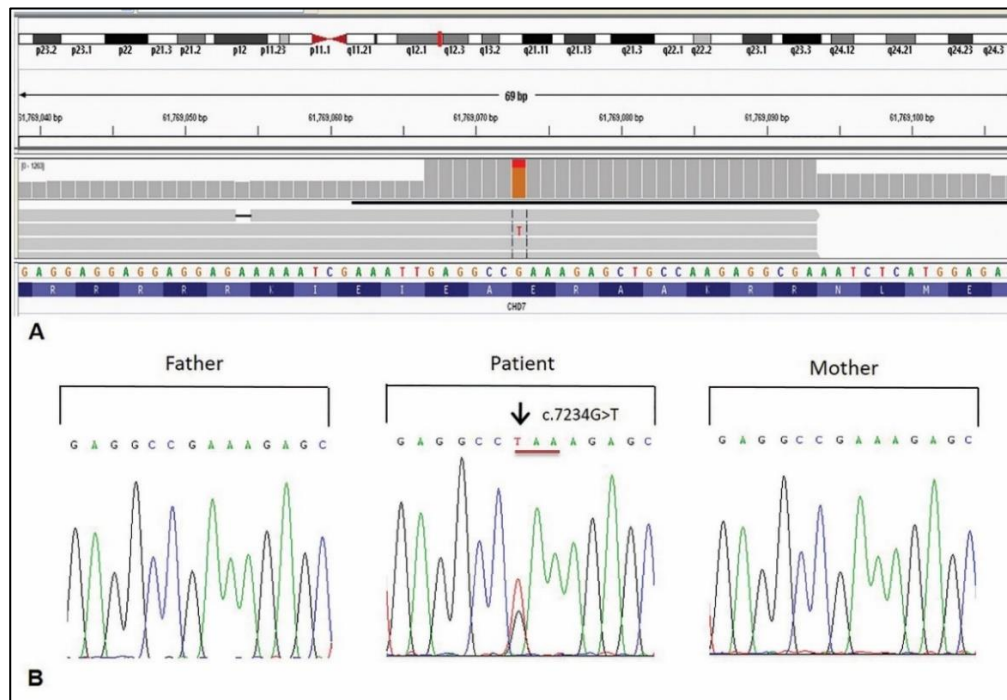 p23.2 p23.1 p22 p21.3 p21.2 p12 p11.23 p11.1 q11.21 q12.1 q12.3 q13.2 q21.11 q21.13 q21.3 q22.1 q22.2 q23.1 q23.3 q24.12 q24.21 q24.23 q24.3
69 bp
61,769,040 bp 61,769,050 bp 61,769,060 bp 61,769,070 bp 61,769,080 bp 61,769,090 bp 61,769,100 bp
[0 - 1203]
T
G A G G A G G A G G A G G A G A A A A A T C G A A A T T G A G G C C G A A A G A G C T G C C A A G A G G C G A A A T C T C A T G G A G A
R R R R R K I E I E A E R A A K R R N L M E
CHD7
A
Father Patient Mother
c.7234G>T
G A G G C C G A A A G A G C G A G G C C T A A A G A G C G A G G C C G A A A G A G C
B